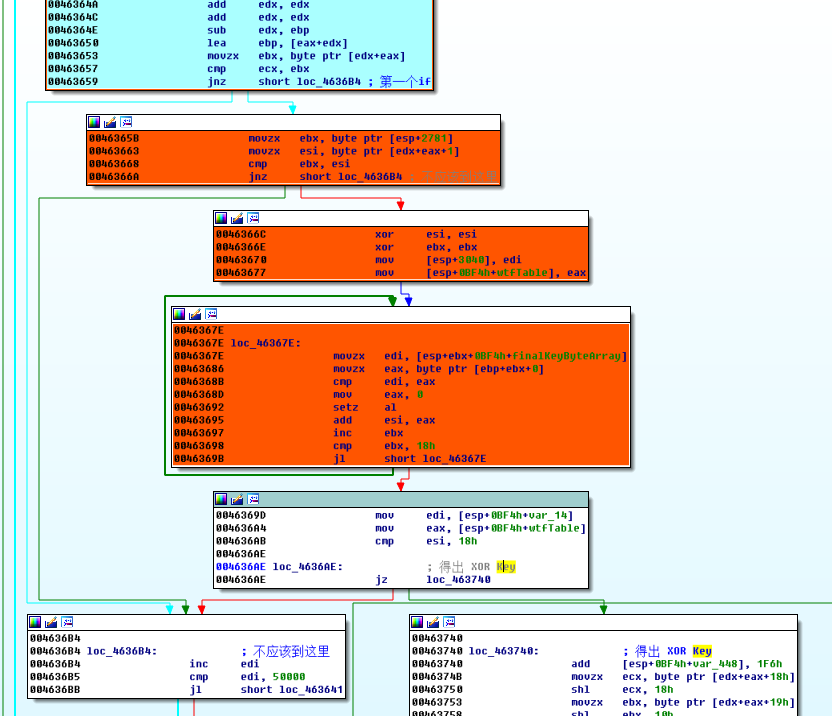 0046364A add edx, edx
0046364C add edx, edx
0046364E sub edx, ebp
00463650 lea ebp, [eax+edx]
00463653 movzx ebx, byte ptr [edx+eax]
00463657 cmp ecx, ebx
00463659 jnz short loc_4636B4 ; 第一个if
0046365B movzx ebx, byte ptr [esp+2781]
00463663 movzx esi, byte ptr [edx+eax+1]
00463668 cmp ebx, esi
0046366A jnz short loc_4636B4 ;
0046366C xor esi, esi
0046366E xor ebx, ebx
00463670 mov [esp+3040], edi
00463677 mov [esp+0BF4h+wtfTable], eax
0046367E
0046367E loc_46367E:
0046367E movzx edi, [esp+ebx+0BF4h+finalKeyByteArray]
00463686 movzx eax, byte ptr [ebp+ebx+0]
0046368B cmp edi, eax
0046368D mov eax, 0
00463692 setz al
00463695 add esi, eax
00463697 inc ebx
00463698 cmp ebx, 18h
0046369B jl short loc_46367E
0046369D mov edi, [esp+0BF4h+var_14]
004636A4 mov eax, [esp+0BF4h+wtfTable]
004636AB cmp esi, 18h
004636AE
004636AE loc_4636AE: ; 得出 XOR Key
004636AE jz loc_463740
004636B4
004636B4 loc_4636B4: ; 不应该到这里
004636B4 inc edi
004636B5 cmp edi, 50000
004636BB jl short loc_463641
00463740
00463740 loc_463740: ; 得出 XOR Key
00463740 add [esp+0BF4h+var_448], 1F6h
0046374B movzx ecx, byte ptr [edx+eax+18h]
00463750 shl ecx, 18h
00463753 movzx ebx, byte ptr [edx+eax+19h]
00463758 shl ebx, 10h